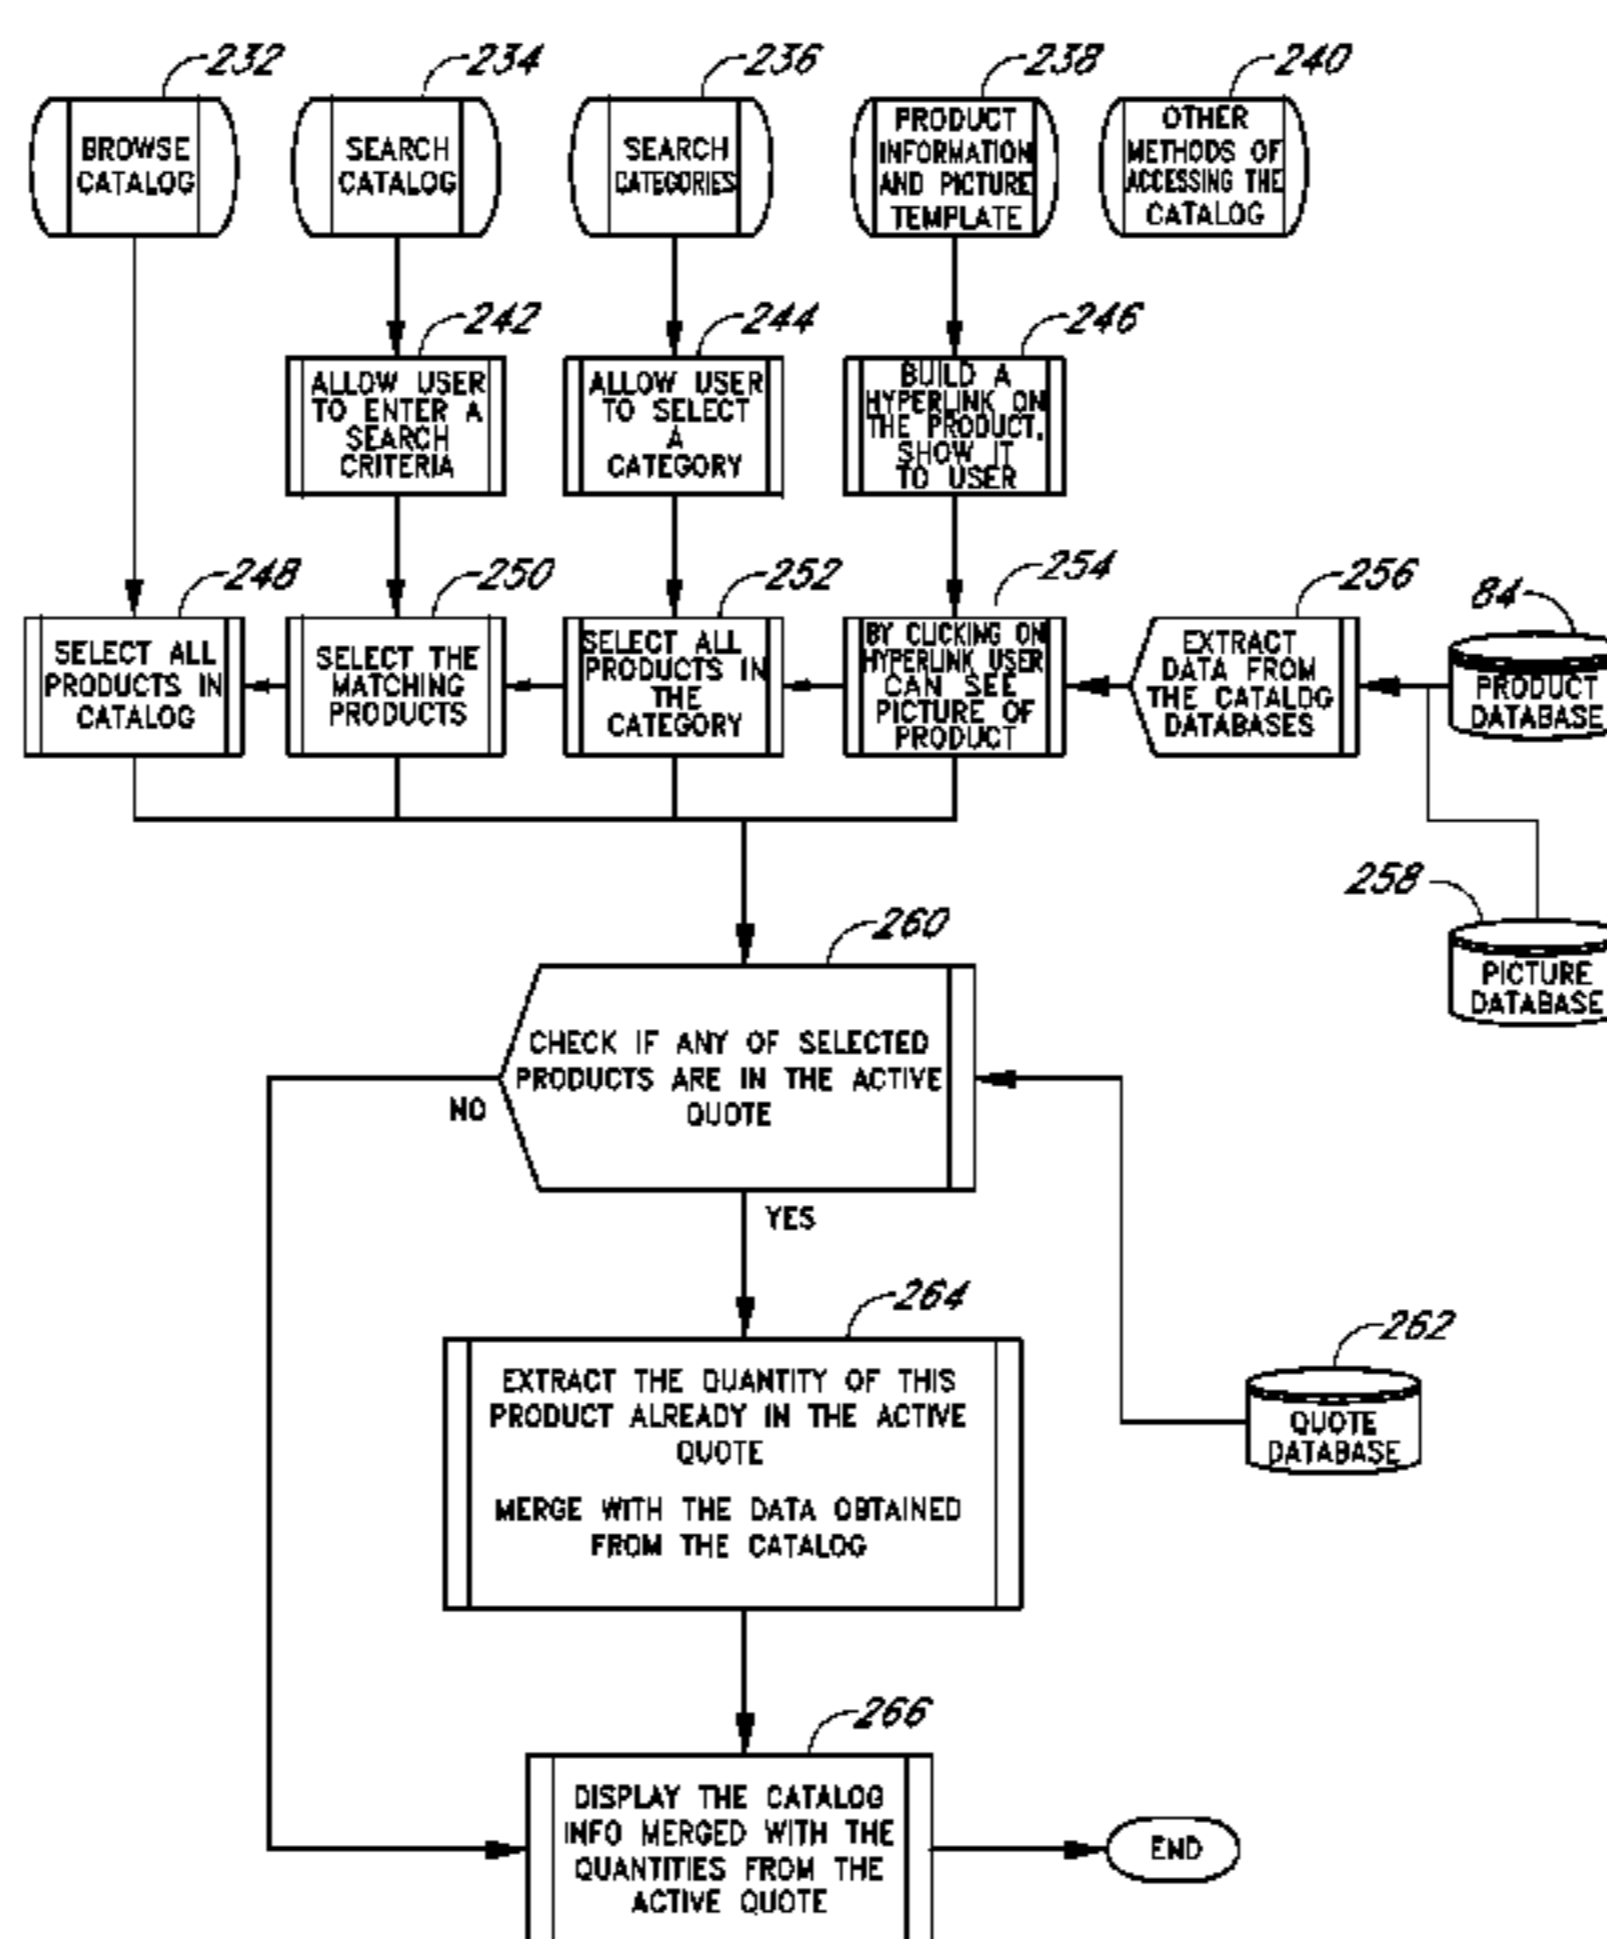 232
234
236
238
240
BROWSE
CATALOG
SEARCH
CATALOG
SEARCH
CATEGORIES
PRODUCT
INFORMATION
AND PICTURE
TEMPLATE
OTHER
METHODS OF
ACCESSING THE
CATALOG
242
244
246
ALLOW USER
TO ENTER A
SEARCH
CRITERIA
ALLOW USER
TO SELECT
A
CATEGORY
BUILD A
HYPERLINK ON
THE PRODUCT,
SHOW IT
TO USER
248
250
252
254
256
84
SELECT ALL
PRODUCTS IN
CATALOG
SELECT THE
MATCHING
PRODUCTS
SELECT ALL
PRODUCTS IN
THE
CATEGORY
BY CLICKING ON
HYPERLINK USER
CAN SEE
PICTURE OF
PRODUCT
EXTRACT
DATA FROM
THE CATALOG
DATABASES
PRODUCT
DATABASE
258
PICTURE
DATABASE
260
CHECK IF ANY OF SELECTED
PRODUCTS ARE IN THE ACTIVE
QUOTE
NO
YES
264
EXTRACT THE QUANTITY OF THIS
PRODUCT ALREADY IN THE ACTIVE
QUOTE
MERGE WITH THE DATA OBTAINED
FROM THE CATALOG
262
QUOTE
DATABASE
266
DISPLAY THE CATALOG
INFO MERGED WITH THE
QUANTITIES FROM THE
ACTIVE QUOTE
END